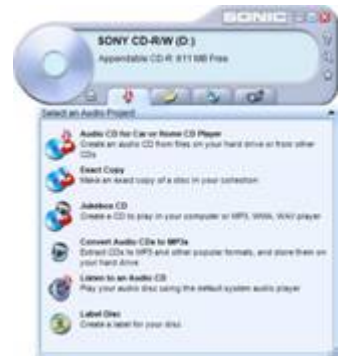 SONIC
SONY CD-R/W (D:)
Appendable CD-R: 611 MB Free
Select an Audio Project
Audio CD for Car or Home CD Player
Create an audio CD from files on your hard drive or from other
CDs
Exact Copy
Make an exact copy of a disc in your collection
Jukebox CD
Create a CD to play in your computer or MP3, WMA, WAV player
Convert Audio CDs to MP3s
Extract CDs to MP3 and other popular formats, and store them on
your hard drive
Listen to an Audio CD
Play your audio disc using the default system audio player
Label Disc
Create a label for your disc